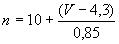 n = 10 + (V − 4,3) / 0,85